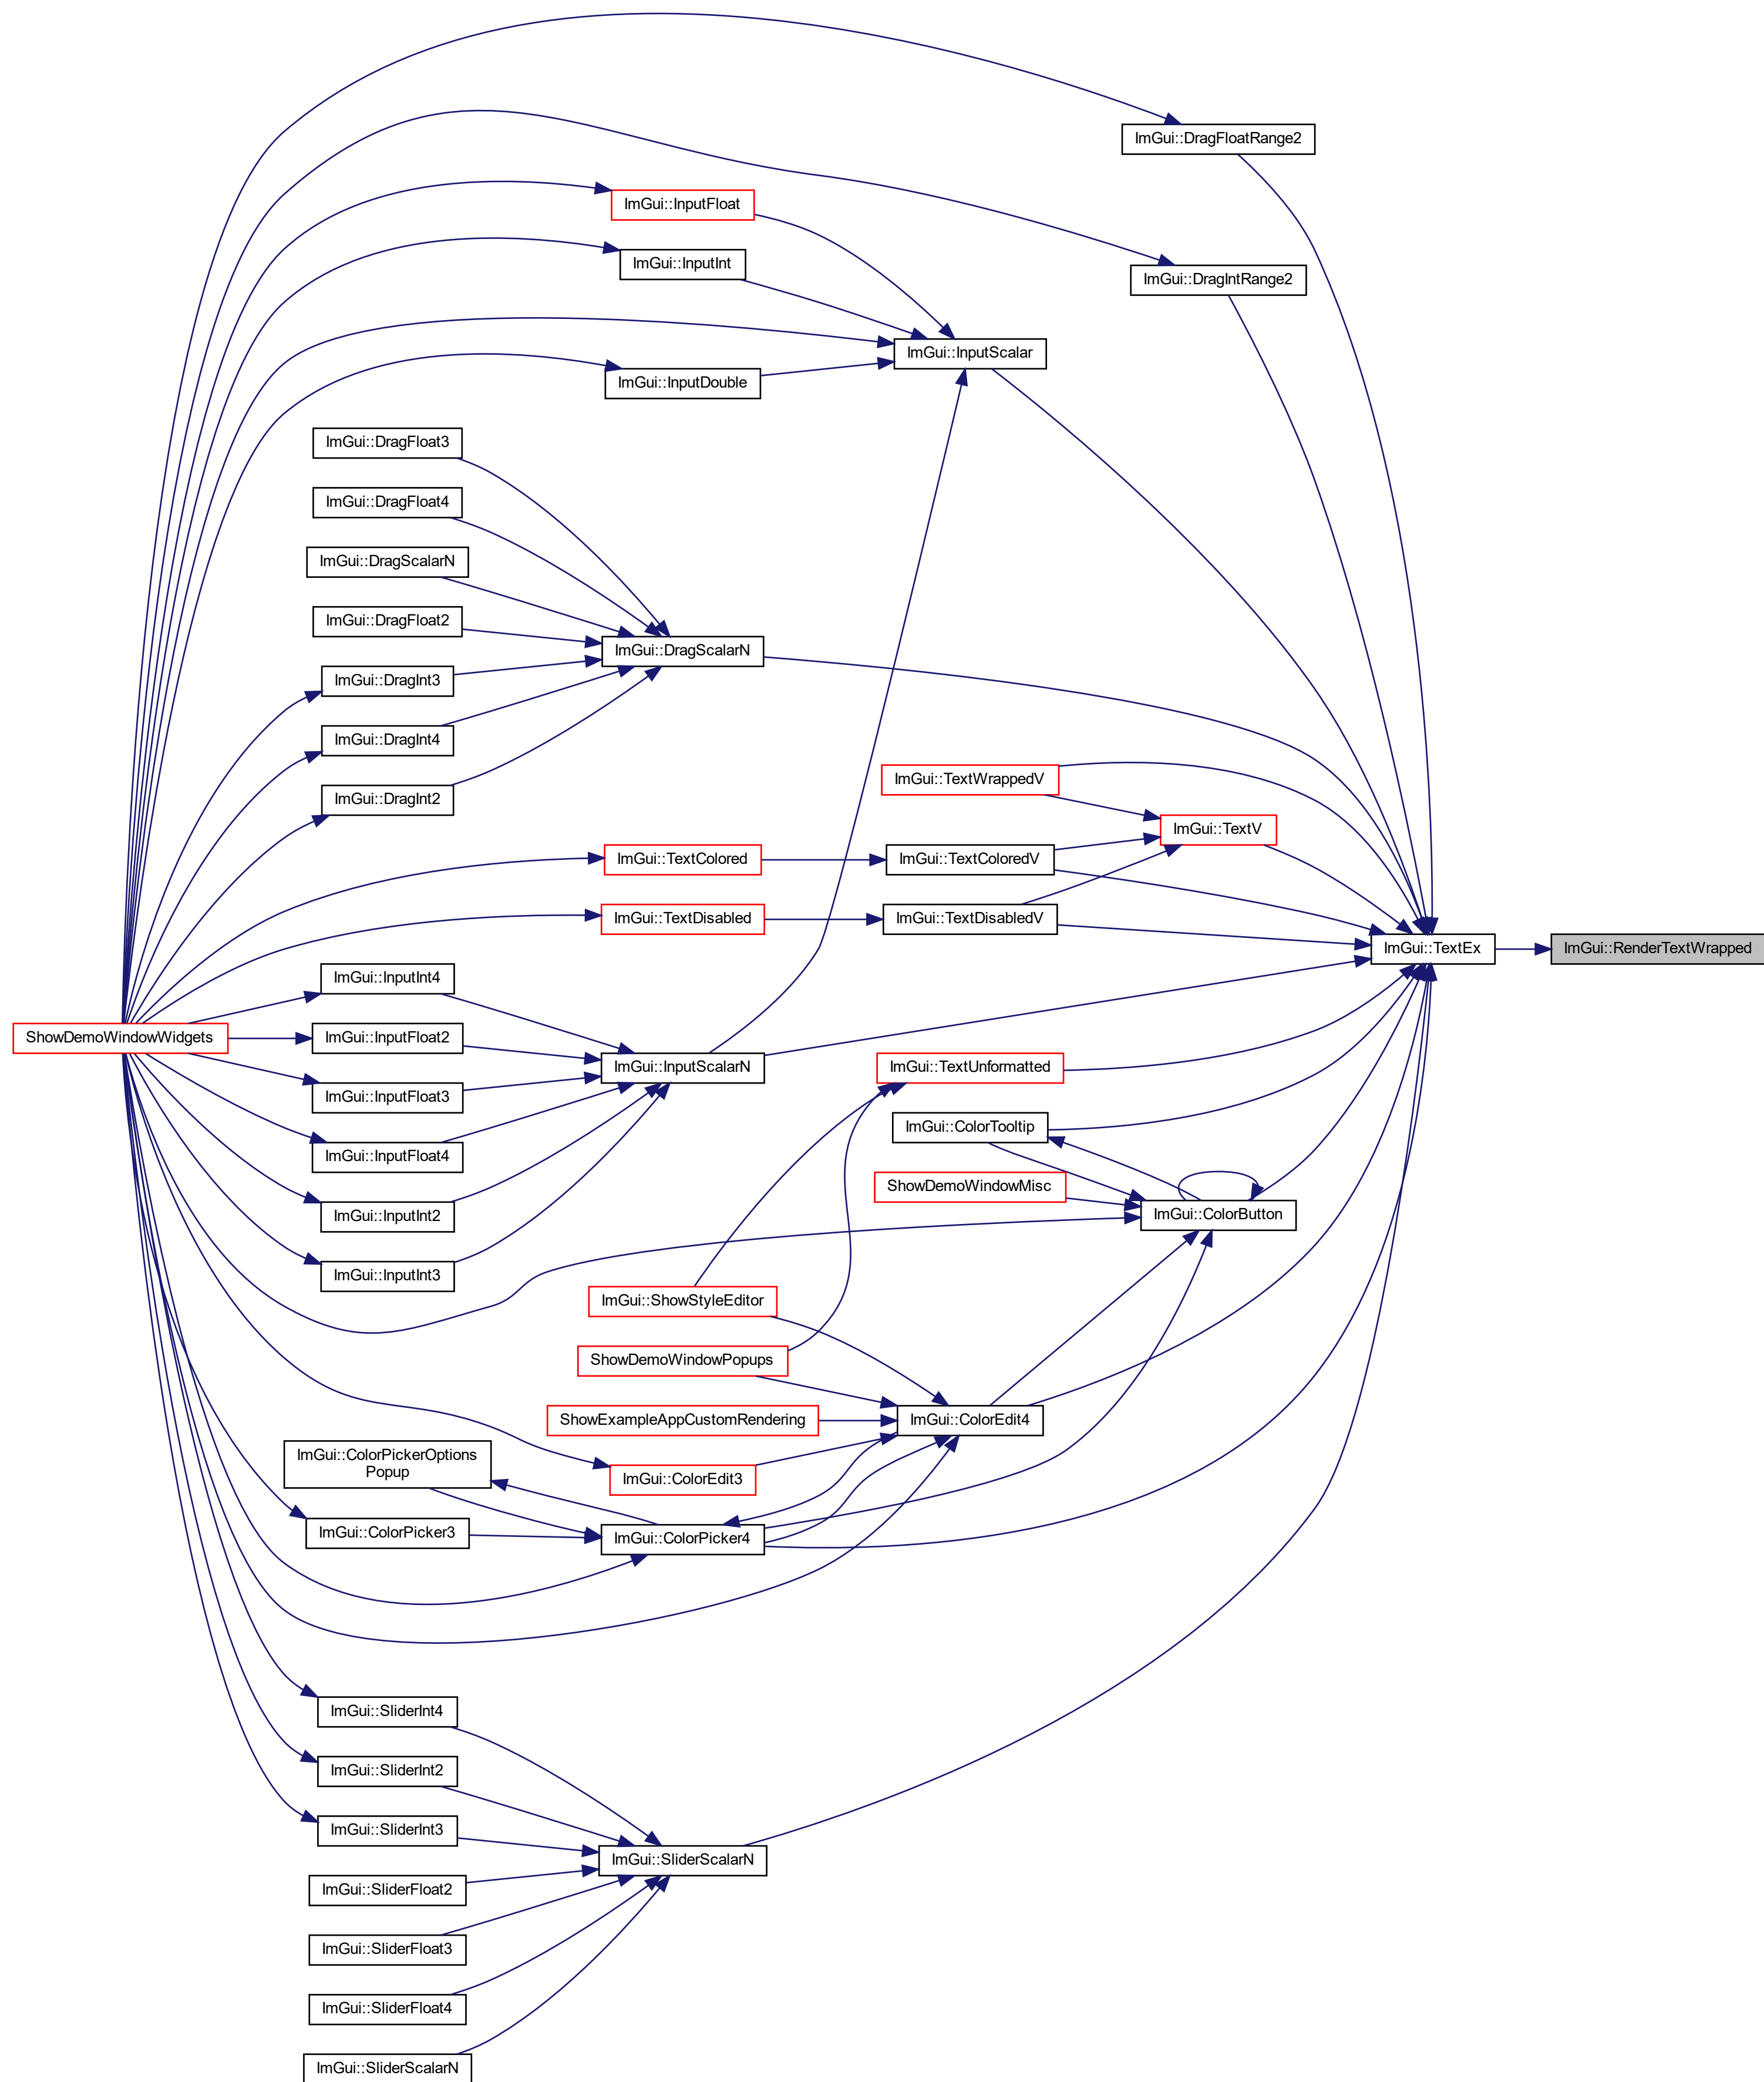 ImGui::DragFloatRange2
ImGui::InputFloat
ImGui::InputInt
ImGui::DragIntRange2
ImGui::InputScalar
ImGui::InputDouble
ImGui::DragFloat3
ImGui::DragFloat4
ImGui::DragScalarN
ImGui::DragFloat2
ImGui::DragScalarN
ImGui::DragInt3
ImGui::DragInt4
ImGui::TextWrappedV
ImGui::DragInt2
ImGui::TextV
ImGui::TextColored
ImGui::TextColoredV
ImGui::TextDisabled
ImGui::TextDisabledV
ImGui::TextEx
ImGui::RenderTextWrapped
ImGui::InputInt4
ShowDemoWindowWidgets
ImGui::InputFloat2
ImGui::InputScalarN
ImGui::TextUnformatted
ImGui::InputFloat3
ImGui::ColorTooltip
ImGui::InputFloat4
ShowDemoWindowMisc
ImGui::InputInt2
ImGui::ColorButton
ImGui::InputInt3
ImGui::ShowStyleEditor
ShowDemoWindowPopups
ShowExampleAppCustomRendering
ImGui::ColorEdit4
ImGui::ColorPickerOptions
Popup
ImGui::ColorEdit3
ImGui::ColorPicker3
ImGui::ColorPicker4
ImGui::SliderInt4
ImGui::SliderInt2
ImGui::SliderInt3
ImGui::SliderScalarN
ImGui::SliderFloat2
ImGui::SliderFloat3
ImGui::SliderFloat4
ImGui::SliderScalarN